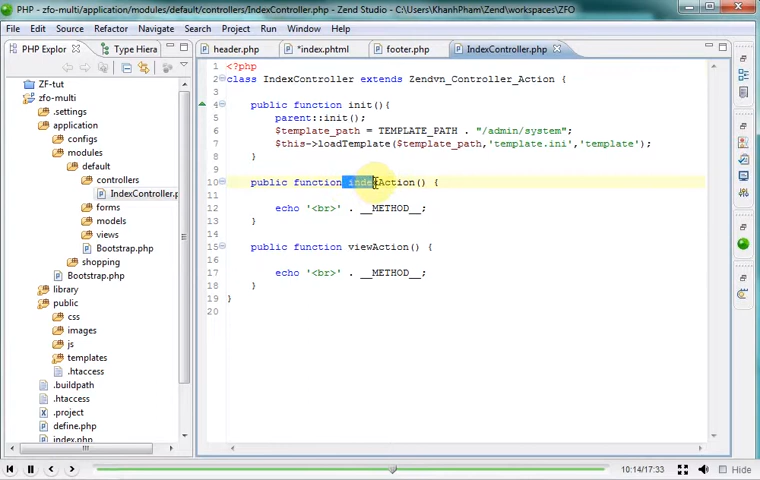 PHP - zfo-multi/application/modules/default/controllers/IndexController.php - Zend Studio - C:\Users\KhanhPham\Zend\workspaces\ZFO
File Edit Source Refactor Navigate Search Project Run Window Help
PHP Explor Type Hiera
header.php *index.phtml footer.php IndexController.php
ZF-tut
zfo-multi
.settings
application
configs
modules
default
controllers
IndexController.p
forms
models
views
Bootstrap.php
shopping
Bootstrap.php
library
public
css
images
js
templates
.htaccess
.buildpath
.htaccess
.project
define.php
index.php
1 <?php
2 class IndexController extends Zendvn_Controller_Action {
3
4 public function init(){
5 parent::init();
6 $template_path = TEMPLATE_PATH . "/admin/system";
7 $this->loadTemplate($template_path,'template.ini','template');
8 }
9
10 public function indexAction() {
11
12 echo '<br>' . __METHOD__;
13 }
14
15 public function viewAction() {
16
17 echo '<br>' . __METHOD__;
18 }
19 }
20
10:14/17:33 Hide